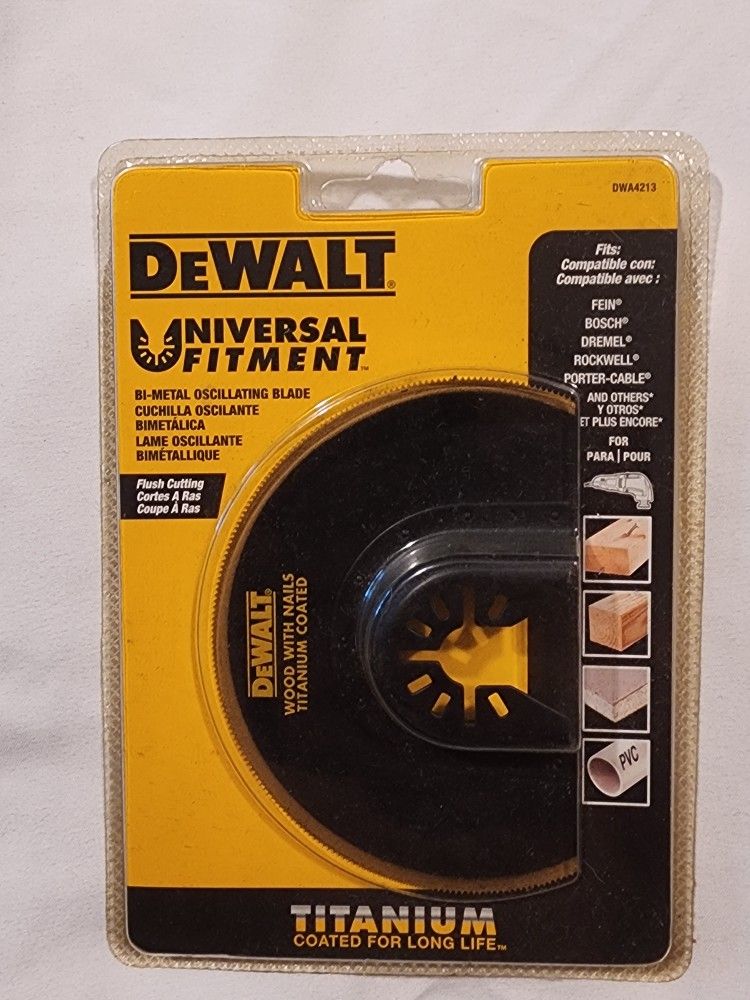 DWA4213
DEWALT®
UNIVERSAL
FITMENT™
BI-METAL OSCILLATING BLADE
CUCHILLA OSCILANTE
BIMETÁLICA
LAME OSCILLANTE
BIMÉTALLIQUE
Flush Cutting
Cortes A Ras
Coupe À Ras
Fits:
Compatible con:
Compatible avec :
FEIN®
BOSCH®
DREMEL®
ROCKWELL®
PORTER-CABLE®
AND OTHERS*
Y OTROS*
ET PLUS ENCORE*
FOR
PARA | POUR
DEWALT®
WOOD WITH NAILS
TITANIUM COATED
PVC
TITANIUM
COATED FOR LONG LIFE™